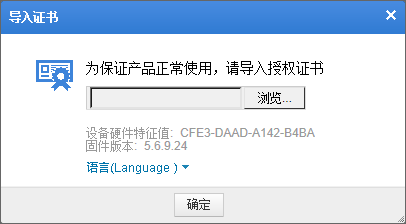 导入证书
为保证产品正常使用，请导入授权证书
浏览...
设备硬件特征值: CFE3-DAAD-A142-B4BA
固件版本: 5.6.9.24
语言(Language )
确定